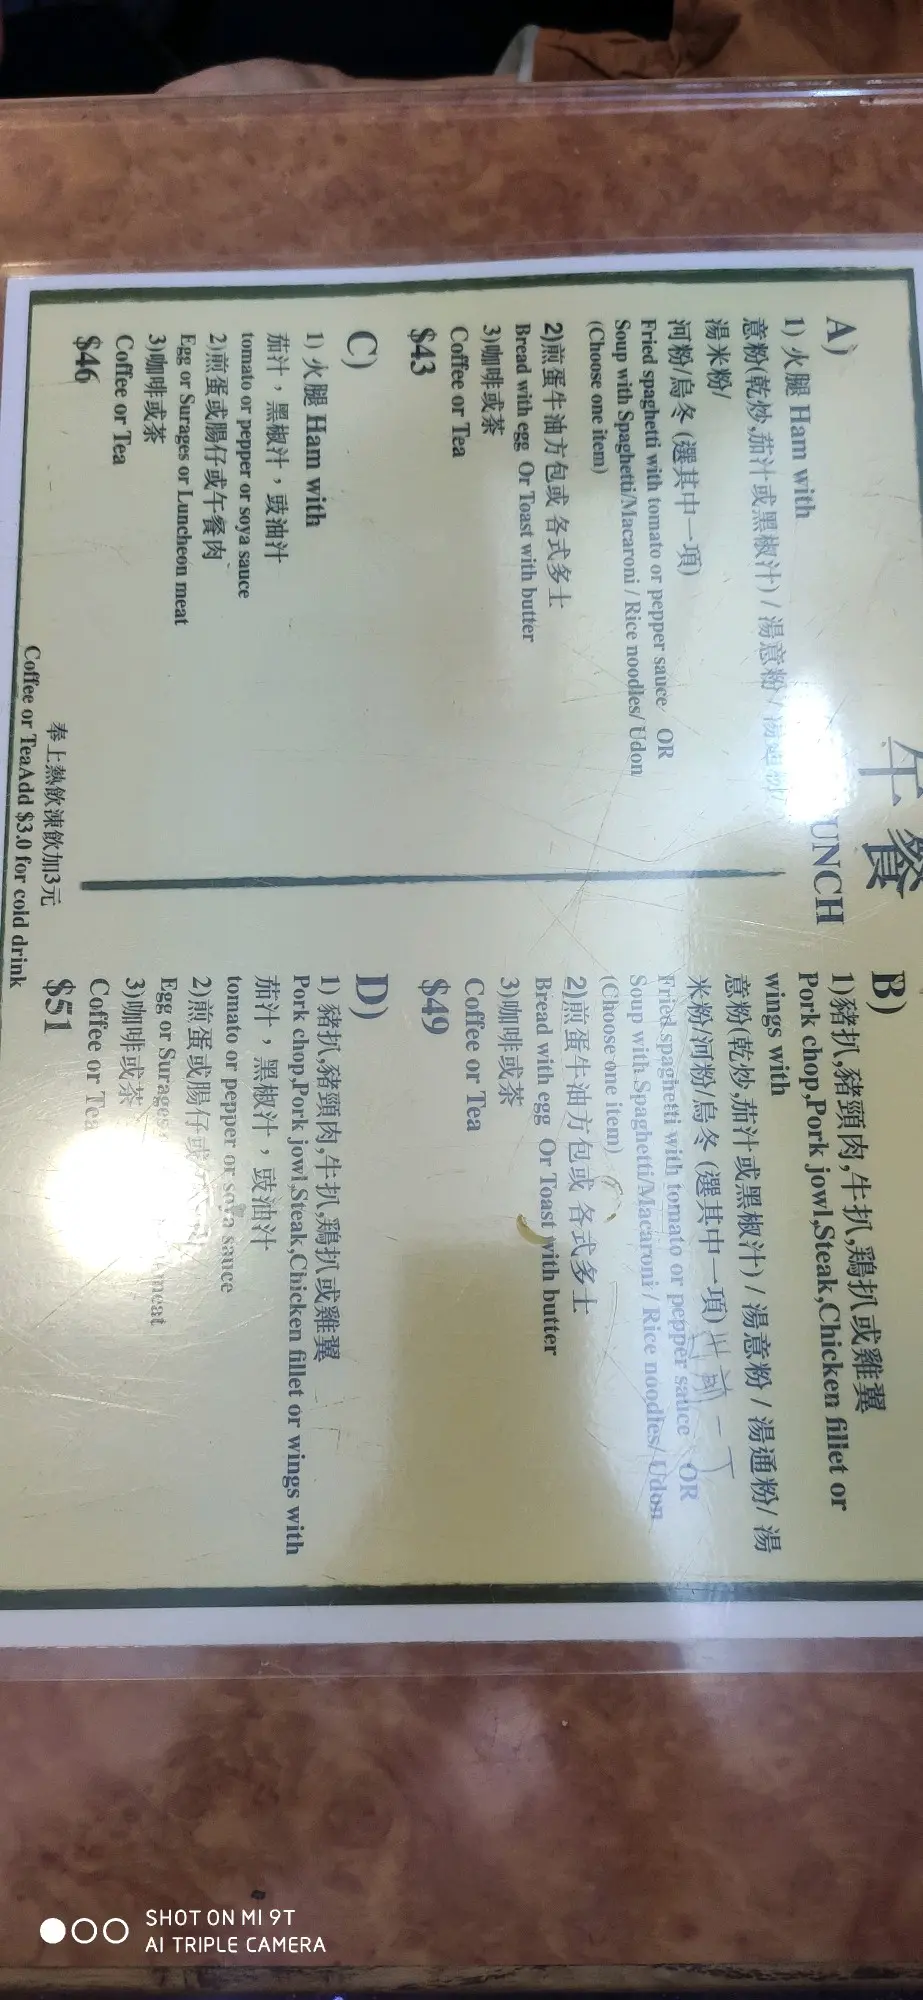 午餐
UNCH
A)
1) 火腿 Ham with
意粉(乾炒,茄汁或黑椒汁) / 湯意粉 / 湯通粉/
湯米粉/
河粉/烏冬 (選其中一項)
Fried spaghetti with tomato or pepper sauce OR
Soup with Spaghetti/Macaroni / Rice noodles/ Udon
(Choose one item)
2)煎蛋牛油方包或 各式多士
Bread with egg Or Toast with butter
3)咖啡或茶
Coffee or Tea
$43
B)
1)豬扒,豬頸肉,牛扒,鷄扒或雞翼
Pork chop,Pork jowl,Steak,Chicken fillet or
wings with
意粉(乾炒,茄汁或黑椒汁) / 湯意粉 / 湯通粉/ 湯
米粉/河粉/烏冬 (選其中一項)
Fried spaghetti with tomato or pepper sauce OR
Soup with Spaghetti/Macaroni / Rice noodles/ Udon
(Choose one item)
2)煎蛋牛油方包或 各式多士
Bread with egg Or Toast with butter
3)咖啡或茶
Coffee or Tea
$49
C)
1) 火腿 Ham with
茄汁，黑椒汁，豉油汁
tomato or pepper or soya sauce
2)煎蛋或腸仔或午餐肉
Egg or Surages or Luncheon meat
3)咖啡或茶
Coffee or Tea
$46
D)
1) 豬扒,豬頸肉,牛扒,鷄扒或雞翼
Pork chop,Pork jowl,Steak,Chicken fillet or wings with
茄汁，黑椒汁，豉油汁
tomato or pepper or soya sauce
2)煎蛋或腸仔或
Egg or Surages meat
3)咖啡或茶
Coffee or Tea
$51
奉上熱飲凍飲加3元
Coffee or TeaAdd $3.0 for cold drink
SHOT ON MI 9T
AI TRIPLE CAMERA